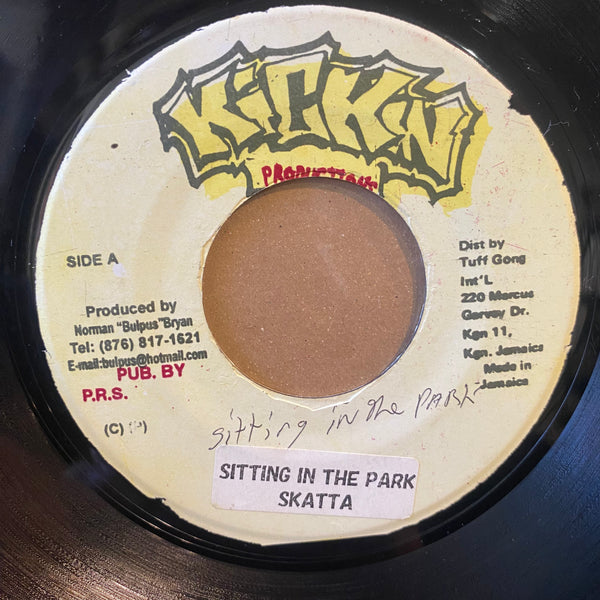 KICKIN
PRODUCTIONS
SIDE A
Produced by
Norman "Bulpus"Bryan
Tel: (876) 817-1621
E-mail:bulpus@hotmail.com
PUB. BY
P.R.S.
(C) (P)
Dist by
Tuff Gong
Int'L
220 Marcus
Garvey Dr.
Kgn 11,
Kgn. Jamaica
Made in
Jamaica
sitting in the PARK
SITTING IN THE PARK
SKATTA